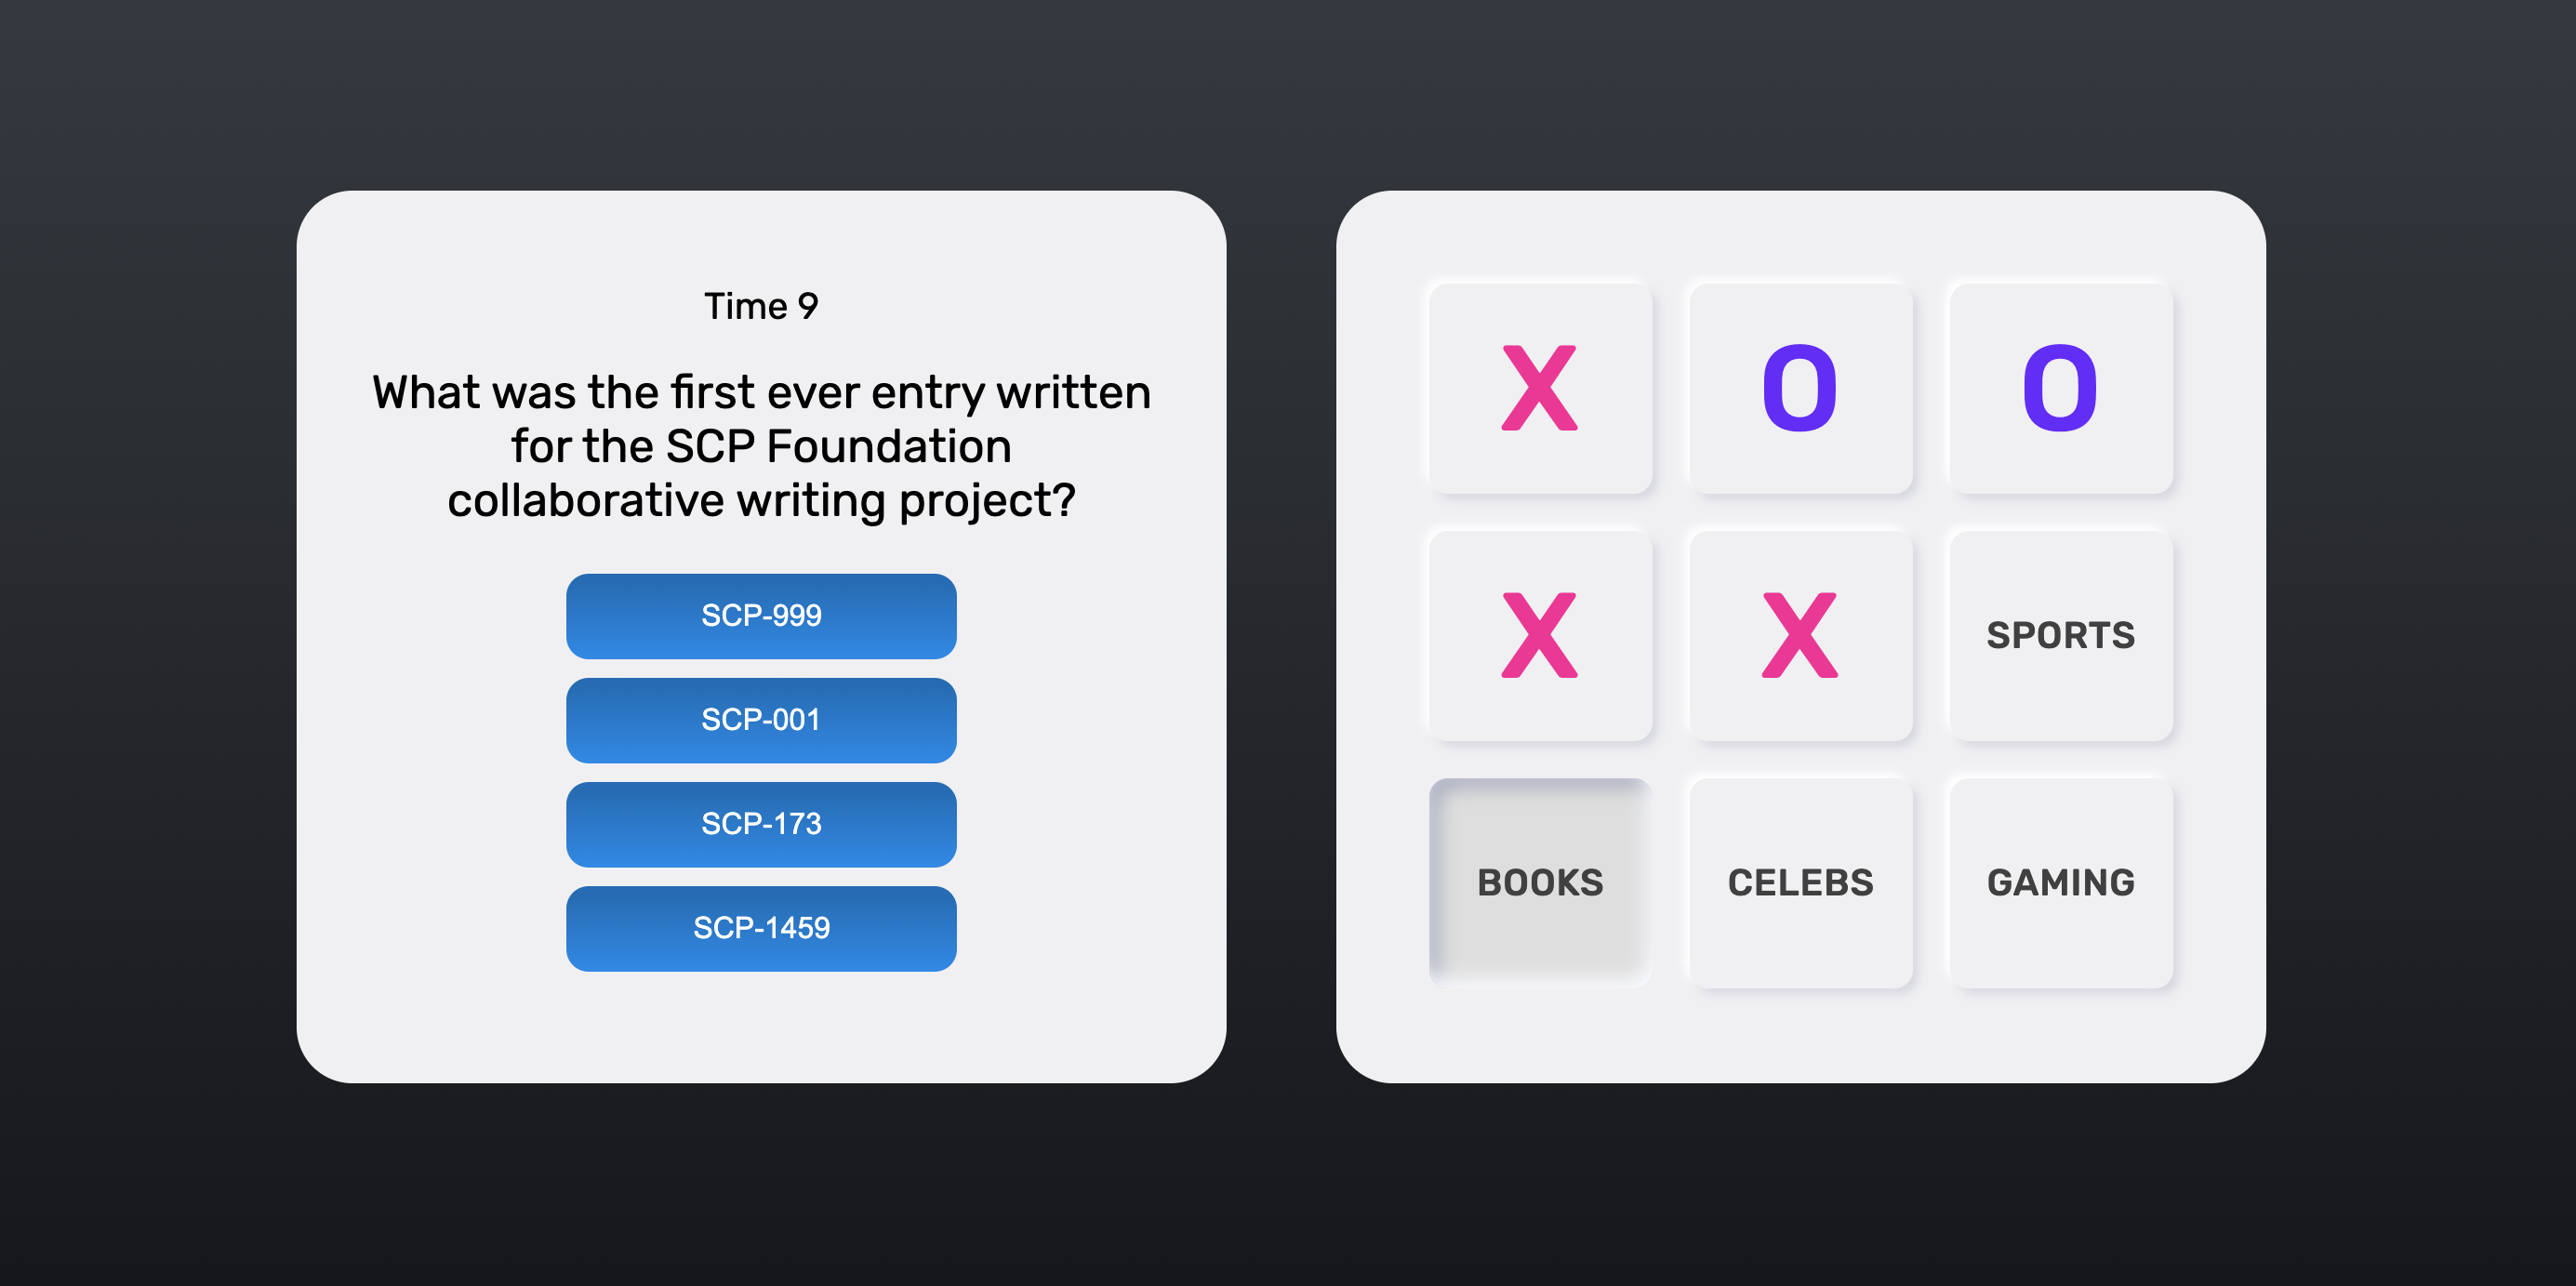 Time 9
What was the first ever entry written
for the SCP Foundation
collaborative writing project?
SCP-999
SCP-001
SCP-173
SCP-1459
X O O
X X SPORTS
BOOKS CELEBS GAMING